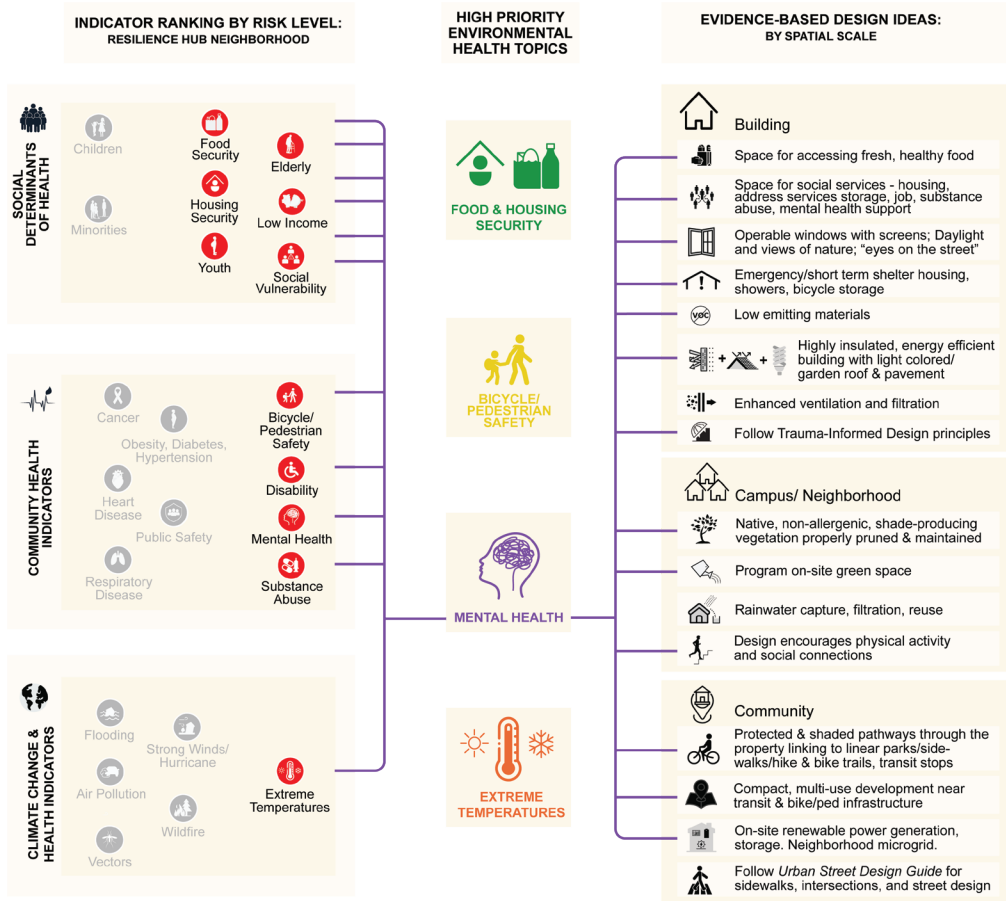 INDICATOR RANKING BY RISK LEVEL:
RESILIENCE HUB NEIGHBORHOOD
HIGH PRIORITY
ENVIRONMENTAL
HEALTH TOPICS
EVIDENCE-BASED DESIGN IDEAS:
BY SPATIAL SCALE
SOCIAL
DETERMINANTS
OF HEALTH
Children
Minorities
Food
Security
Elderly
Housing
Security
Low Income
Youth
Social
Vulnerability
COMMUNITY HEALTH
INDICATORS
Cancer
Obesity, Diabetes,
Hypertension
Heart
Disease
Public Safety
Respiratory
Disease
Bicycle/
Pedestrian
Safety
Disability
Mental Health
Substance
Abuse
CLIMATE CHANGE &
HEALTH INDICATORS
Flooding
Strong Winds/
Hurricane
Air Pollution
Wildfire
Vectors
Extreme
Temperatures
FOOD & HOUSING
SECURITY
BICYCLE/
PEDESTRIAN
SAFETY
MENTAL HEALTH
EXTREME
TEMPERATURES
Building
Space for accessing fresh, healthy food
Space for social services - housing,
address services storage, job, substance
abuse, mental health support
Operable windows with screens; Daylight
and views of nature; “eyes on the street”
Emergency/short term shelter housing,
showers, bicycle storage
VOC
Low emitting materials
+ +
Highly insulated, energy efficient
building with light colored/
garden roof & pavement
Enhanced ventilation and filtration
Follow Trauma-Informed Design principles
Campus/ Neighborhood
Native, non-allergenic, shade-producing
vegetation properly pruned & maintained
Program on-site green space
Rainwater capture, filtration, reuse
Design encourages physical activity
and social connections
Community
Protected & shaded pathways through the
property linking to linear parks/side-
walks/hike & bike trails, transit stops
Compact, multi-use development near
transit & bike/ped infrastructure
On-site renewable power generation,
storage. Neighborhood microgrid.
Follow Urban Street Design Guide for
sidewalks, intersections, and street design